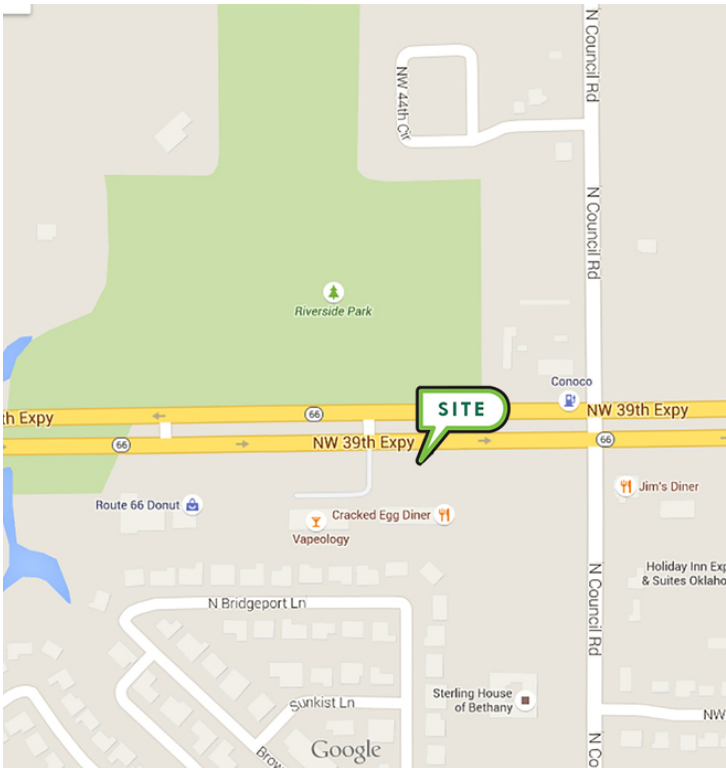 N Council Rd
NW 44th Cir
N Council Rd
Riverside Park
Conoco
SITE
th Expy
66
NW 39th Expy
66
NW 39th Expy
66
Jim's Diner
Route 66 Donut
Cracked Egg Diner
Vapeology
Holiday Inn Exp
& Suites Oklaho
N Council Rd
N Bridgeport Ln
Sterling House
of Bethany
Sunkist Ln
NW
Brow
Google
N Co